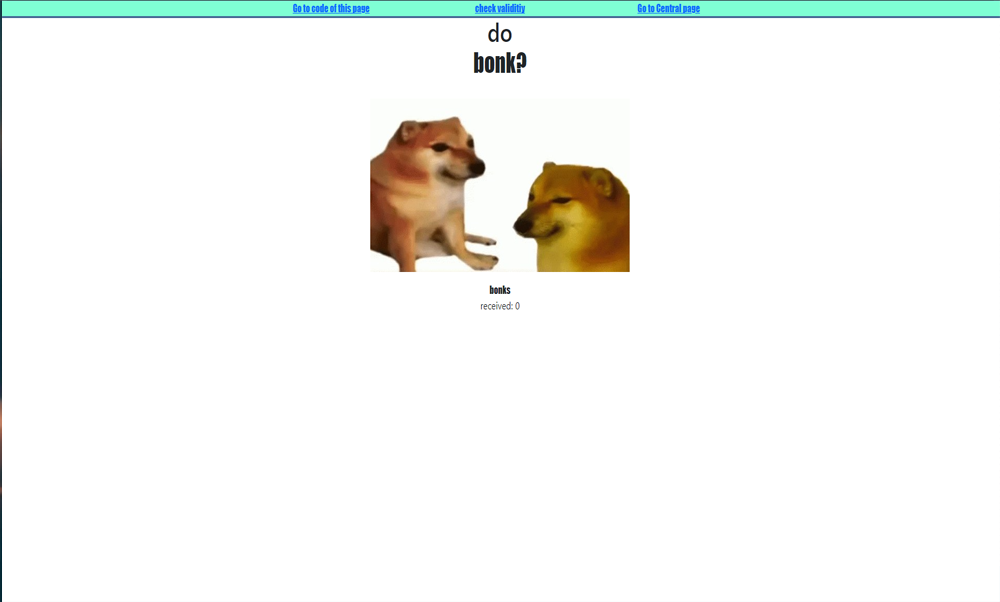 Go to code of this page check validitiy Go to Central page
do
bonk?
bonks
received: 0